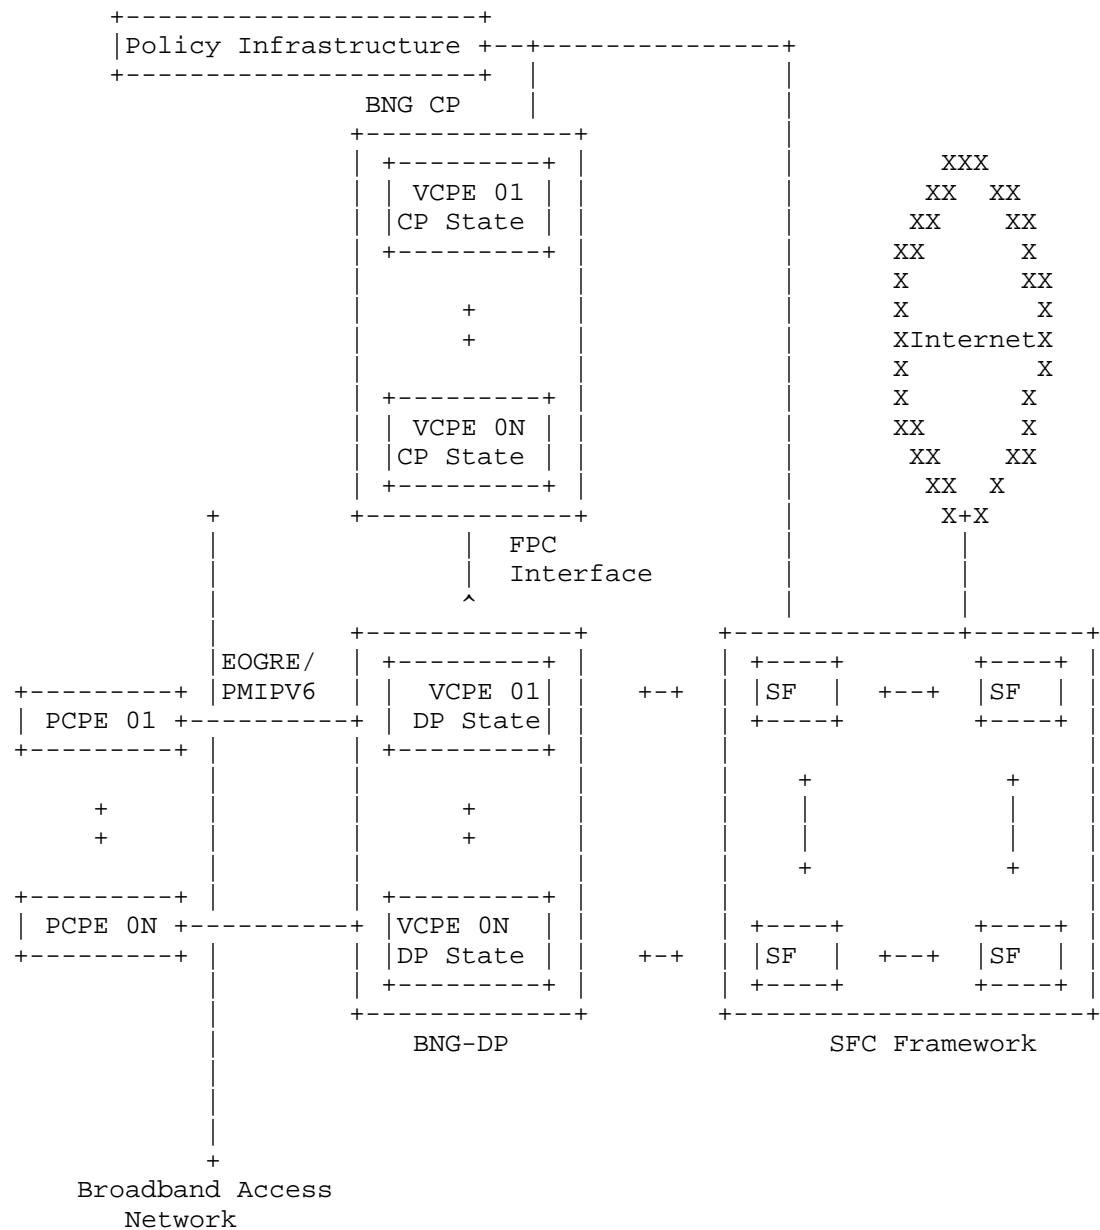 Policy Infrastructure
BNG CP
VCPE 01
CP State
Internet
VCPE 0N
CP State
FPC
Interface
EOGRE/
PMIPV6
PCPE 01
VCPE 01
DP State
SF
SF
PCPE 0N
VCPE 0N
DP State
SF
SF
BNG-DP
SFC Framework
Broadband Access
Network